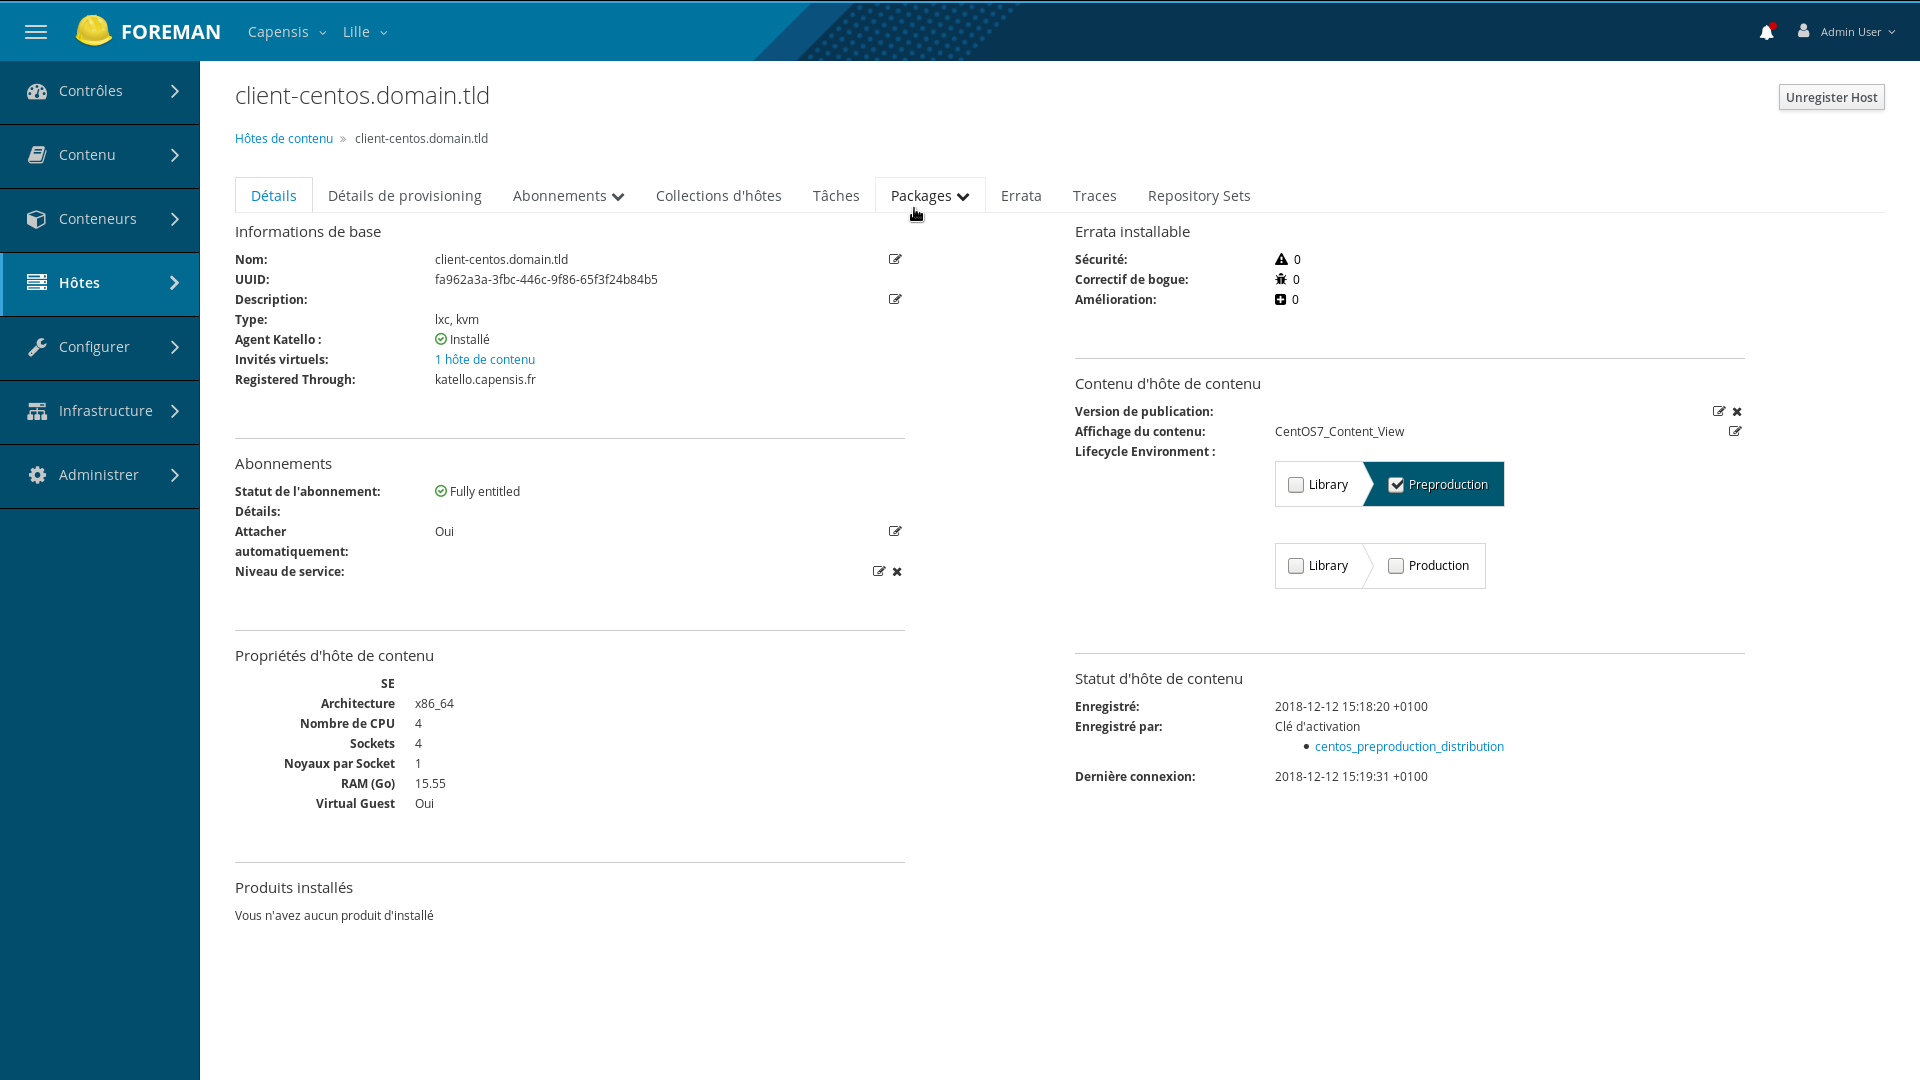 FOREMAN
Capensis
Lille
Admin User
Contrôles
Contenu
Conteneurs
Hôtes
Configurer
Infrastructure
Administrer
client-centos.domain.tld
Unregister Host
Hôtes de contenu » client-centos.domain.tld
Détails
Détails de provisioning
Abonnements
Collections d'hôtes
Tâches
Packages
Errata
Traces
Repository Sets
Informations de base
Nom: client-centos.domain.tld
UUID: fa962a3a-3fbc-446c-9f86-65f3f24b84b5
Description:
Type: lxc, kvm
Agent Katello : Installé
Invités virtuels: 1 hôte de contenu
Registered Through: katello.capensis.fr
Abonnements
Statut de l'abonnement: Fully entitled
Détails:
Attacher Oui
automatiquement:
Niveau de service:
Propriétés d'hôte de contenu
SE
Architecture x86_64
Nombre de CPU 4
Sockets 4
Noyaux par Socket 1
RAM (Go) 15.55
Virtual Guest Oui
Produits installés
Vous n'avez aucun produit d'installé
Errata installable
Sécurité: 0
Correctif de bogue: 0
Amélioration: 0
Contenu d'hôte de contenu
Version de publication:
Affichage du contenu: CentOS7_Content_View
Lifecycle Environment :
Library Preproduction
Library Production
Statut d'hôte de contenu
Enregistré: 2018-12-12 15:18:20 +0100
Enregistré par: Clé d'activation
• centos_preproduction_distribution
Dernière connexion: 2018-12-12 15:19:31 +0100